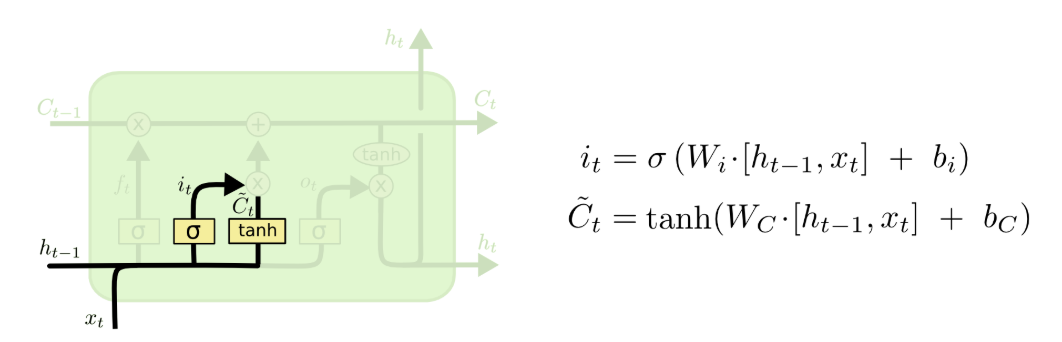 h_t
C_{t-1}
C_t
x
+
tanh
f_t
i_t
x
o_t
x
C̃_t
σ
σ
tanh
σ
h_{t-1}
h_t
x_t
i_t = σ (W_i·[h_{t-1}, x_t] + b_i)
C̃_t = tanh(W_C·[h_{t-1}, x_t] + b_C)